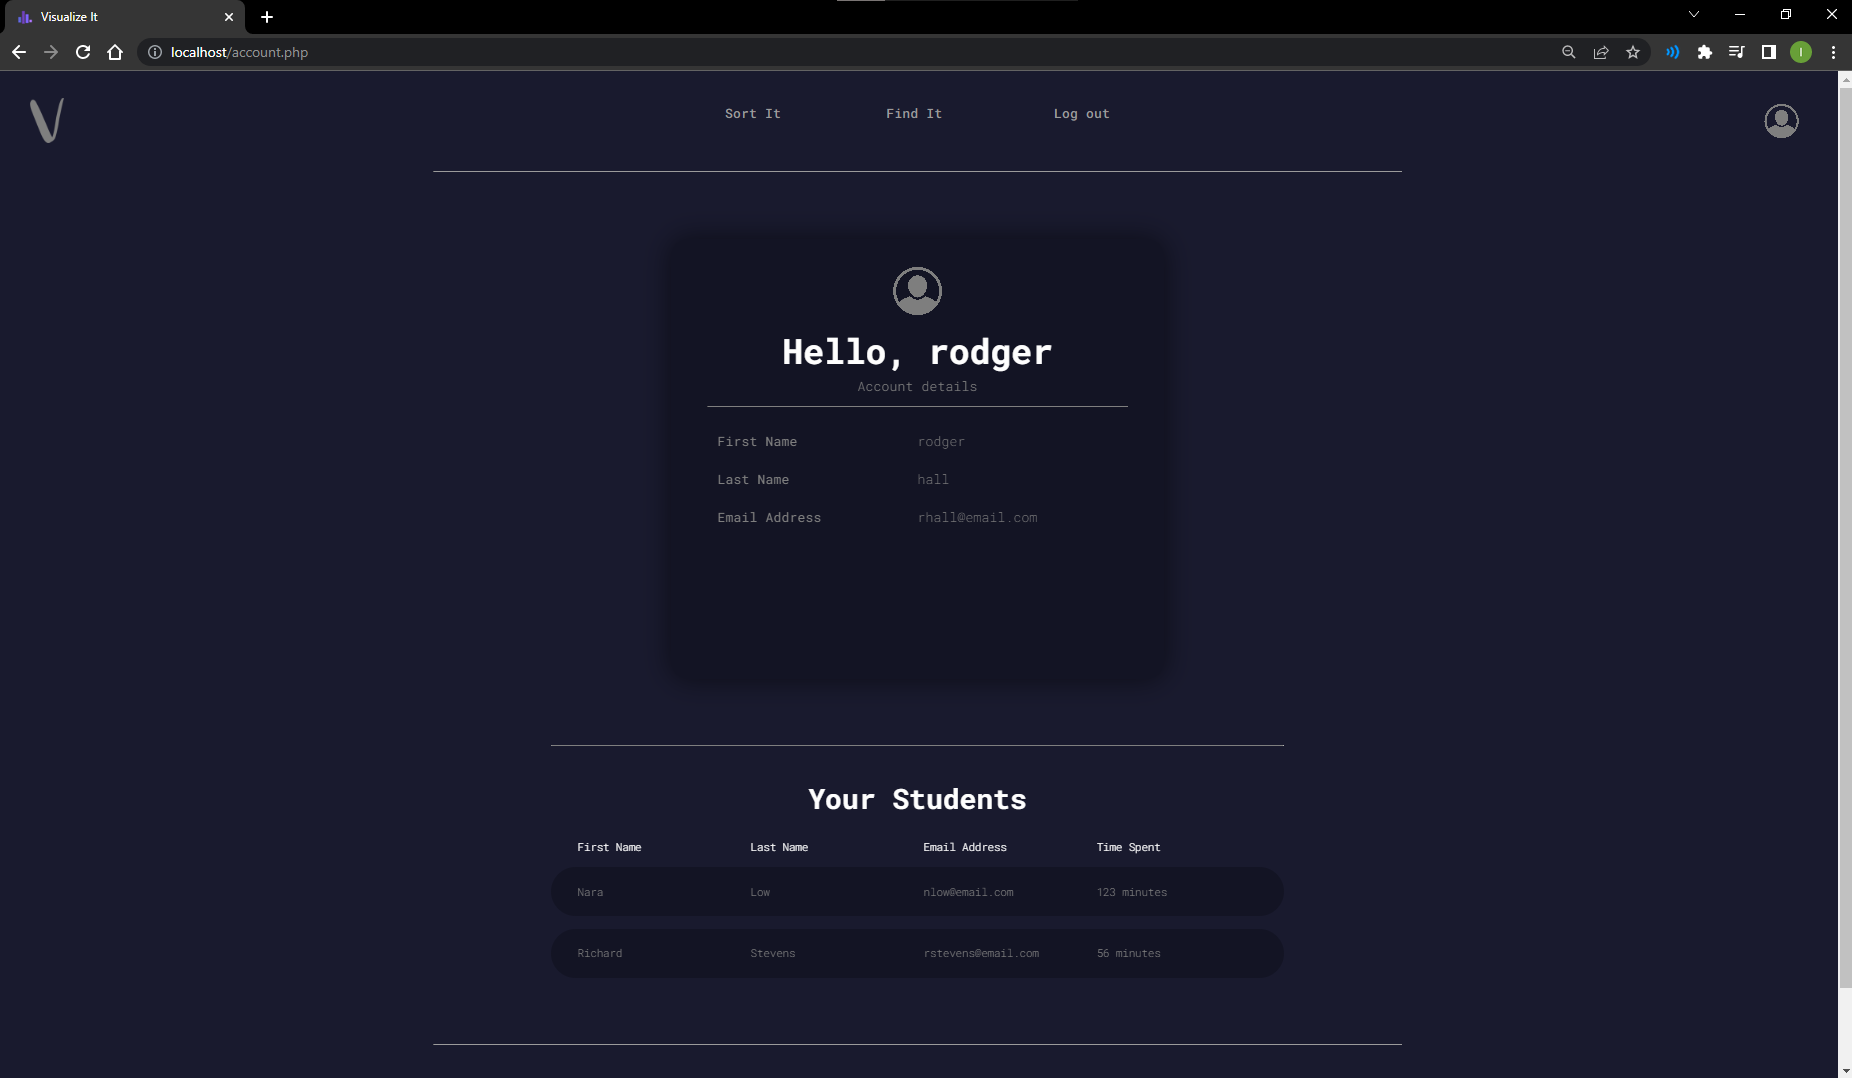 Visualize It
localhost/account.php
I
V
Sort It Find It Log out
Hello, rodger
Account details
First Name rodger
Last Name hall
Email Address rhall@email.com
Your Students
First Name Last Name Email Address Time Spent
Nara Low nlow@email.com 123 minutes
Richard Stevens rstevens@email.com 56 minutes